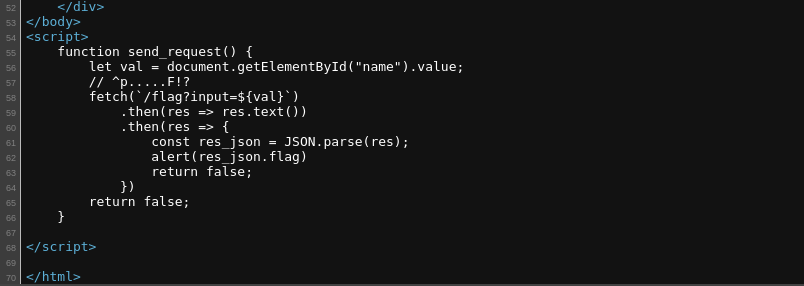 52     </div>
53 </body>
54 <script>
55     function send_request() {
56         let val = document.getElementById("name").value;
57         // ^p.....F!?
58         fetch(`/flag?input=${val}`)
59             .then(res => res.text())
60             .then(res => {
61                 const res_json = JSON.parse(res);
62                 alert(res_json.flag)
63                 return false;
64             })
65         return false;
66     }
67
68 </script>
69
70 </html>